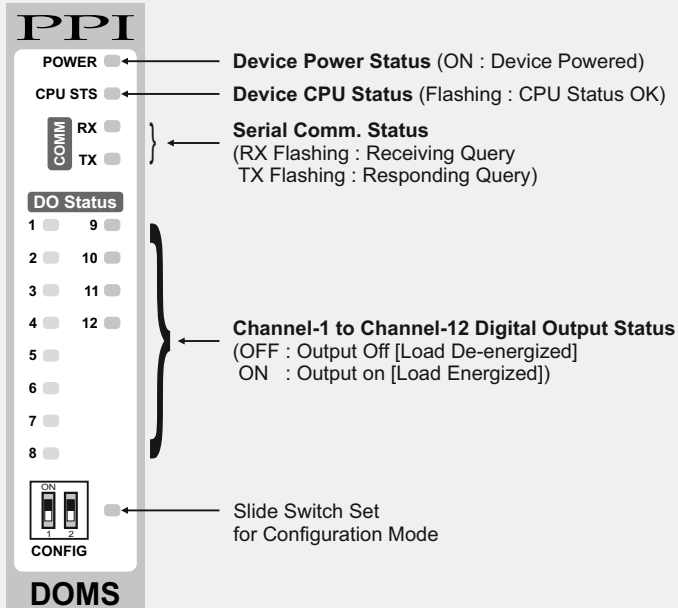 PPI
POWER
Device Power Status (ON : Device Powered)
CPU STS
Device CPU Status (Flashing : CPU Status OK)
COMM
RX
TX
Serial Comm. Status
(RX Flashing : Receiving Query
TX Flashing : Responding Query)
DO Status
1 9
2 10
3 11
4 12
5
6
7
8
Channel-1 to Channel-12 Digital Output Status
(OFF : Output Off [Load De-energized]
ON : Output on [Load Energized])
ON
1 2
CONFIG
Slide Switch Set
for Configuration Mode
DOMS